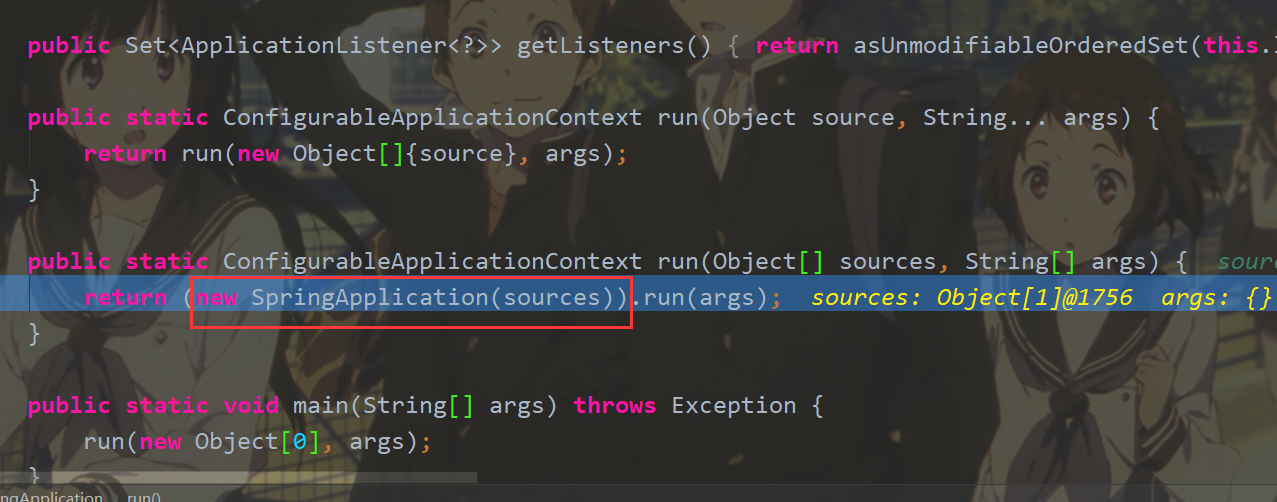 public Set<ApplicationListener<?>> getListeners() { return asUnmodifiableOrderedSet(this.
public static ConfigurableApplicationContext run(Object source, String... args) {
return run(new Object[]{source}, args);
}
public static ConfigurableApplicationContext run(Object[] sources, String[] args) { sour
return (new SpringApplication(sources)).run(args); sources: Object[1]@1756 args: {}
}
public static void main(String[] args) throws Exception {
run(new Object[0], args);
}
ngApplication run()